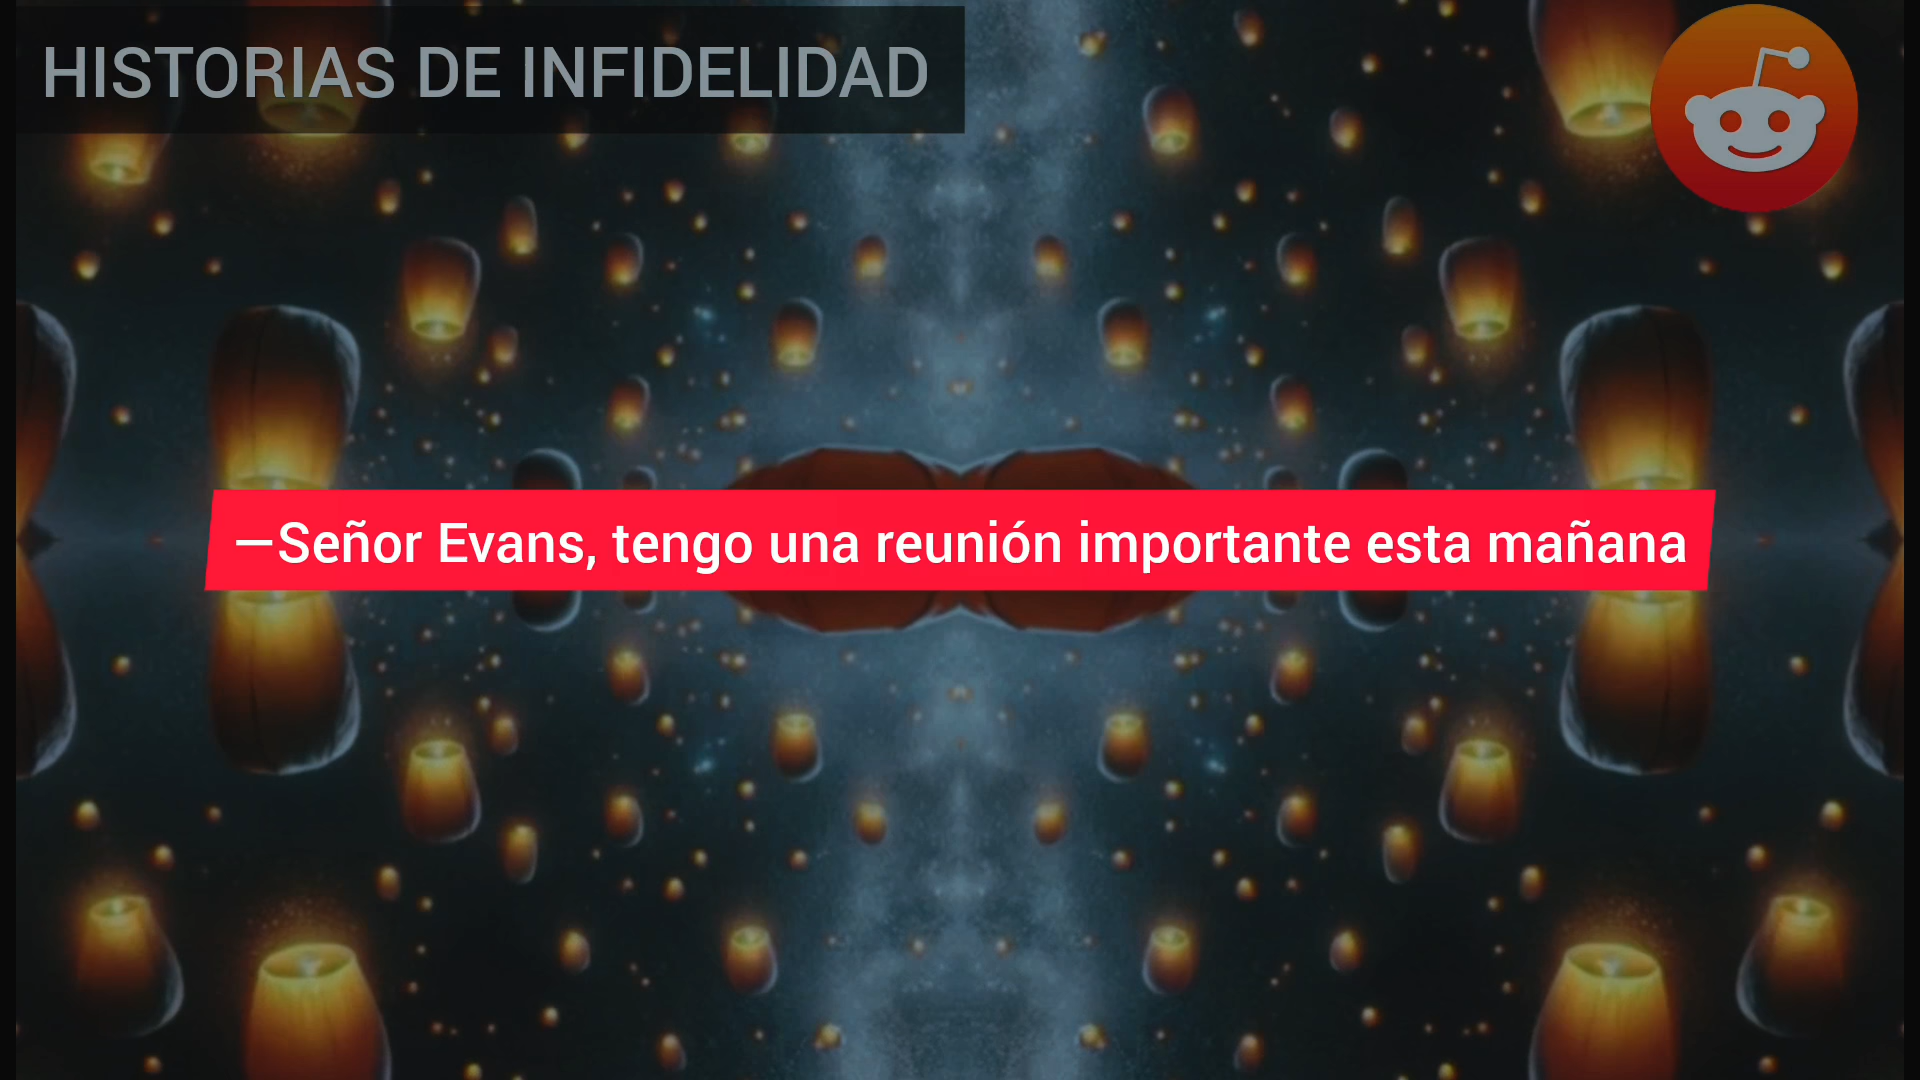 HISTORIAS DE INFIDELIDAD
—Señor Evans, tengo una reunión importante esta mañana